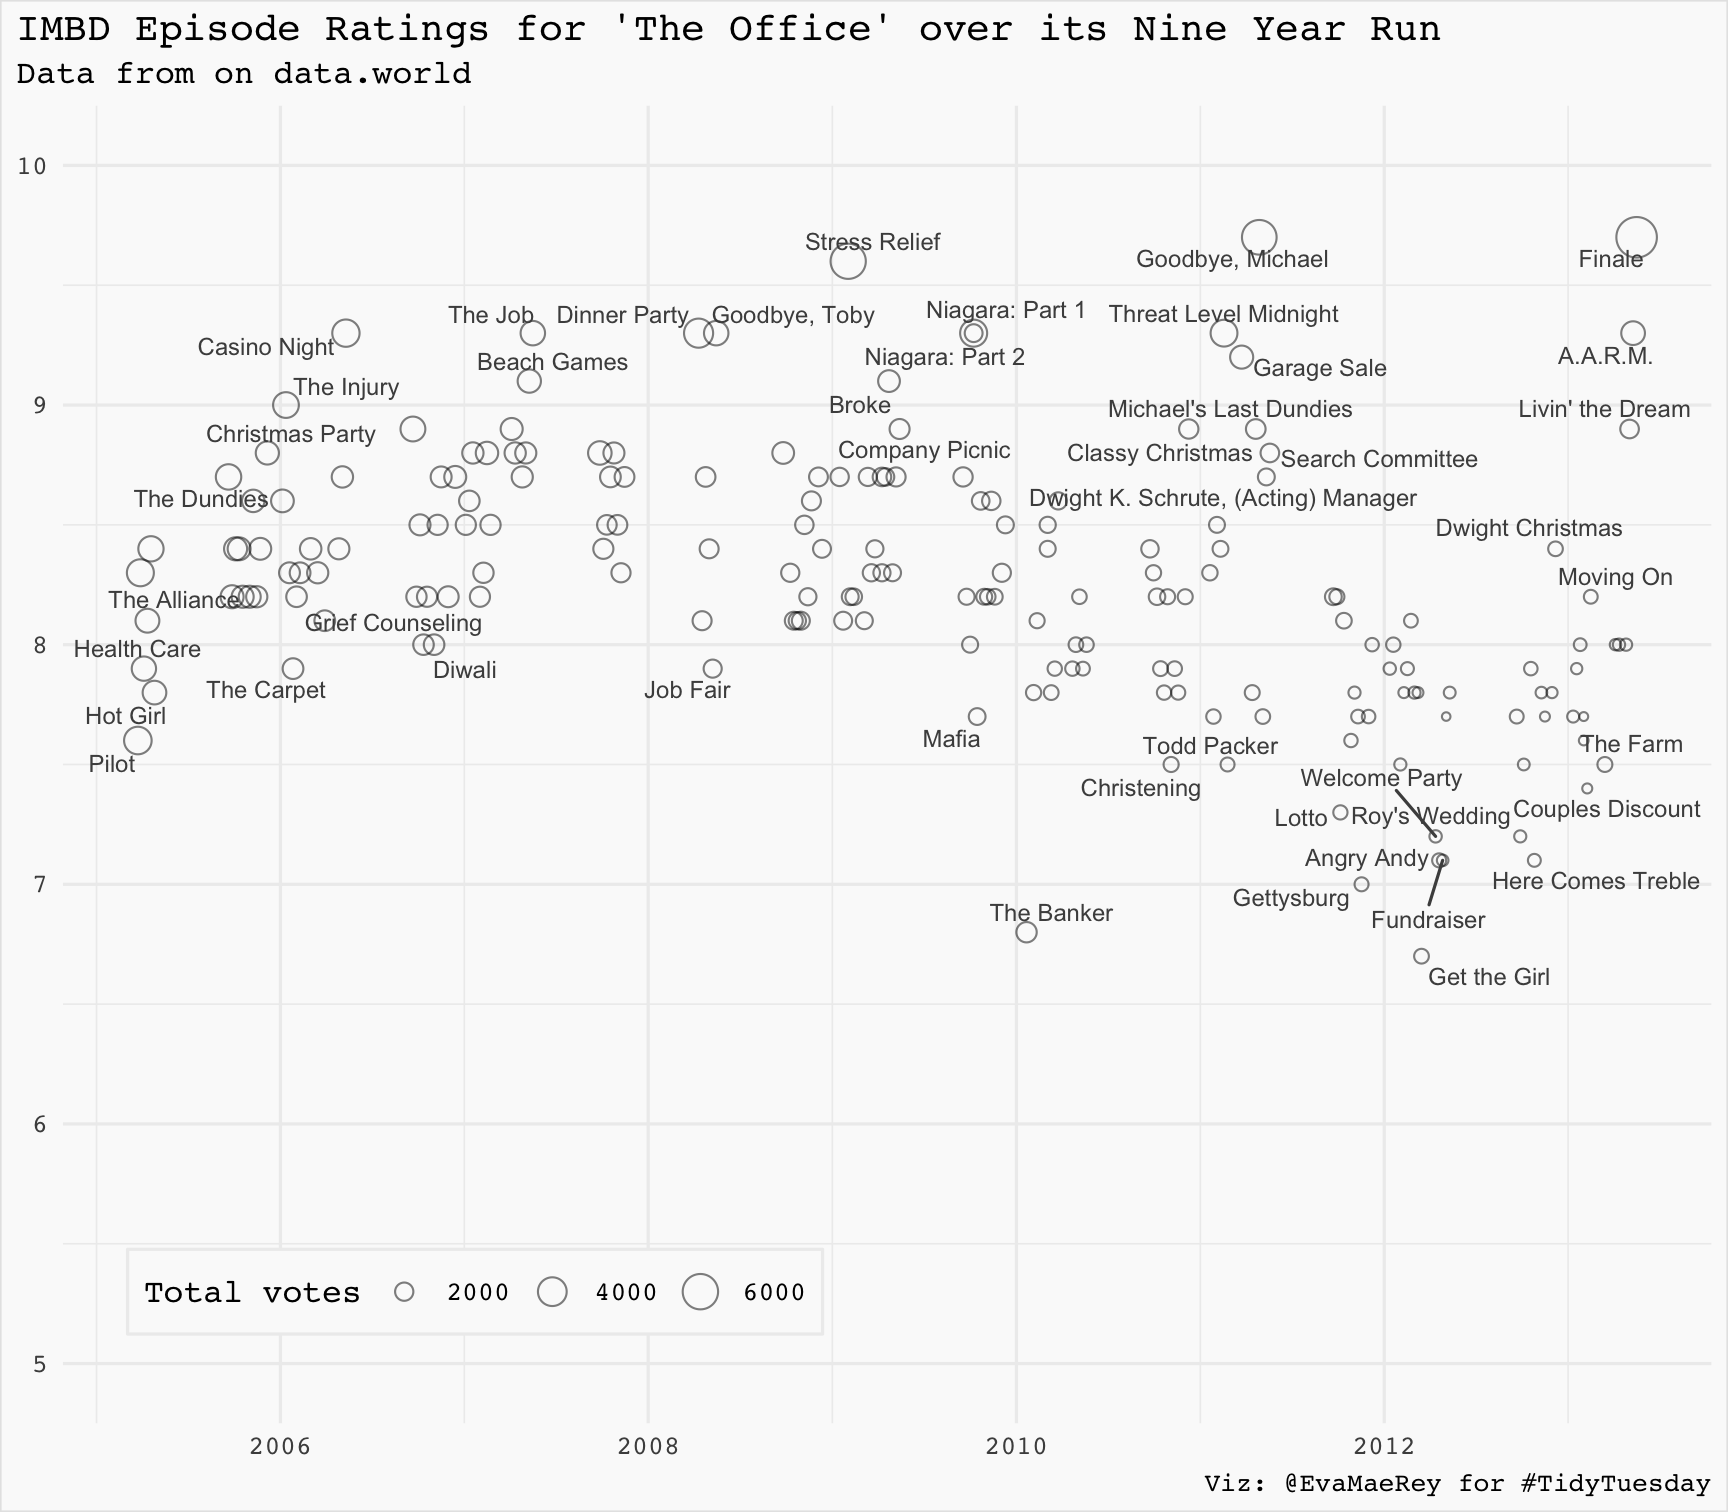 IMBD Episode Ratings for 'The Office' over its Nine Year Run
Data from on data.world
10
Stress Relief
Goodbye, Michael
Finale
The Job
Dinner Party
Goodbye, Toby
Niagara: Part 1
Threat Level Midnight
Casino Night
Beach Games
Niagara: Part 2
Garage Sale
A.A.R.M.
The Injury
9
Broke
Michael's Last Dundies
Livin' the Dream
Christmas Party
Company Picnic
Classy Christmas
Search Committee
The Dundies
Dwight K. Schrute, (Acting) Manager
Dwight Christmas
Moving On
The Alliance
Grief Counseling
8
Health Care
Diwali
The Carpet
Job Fair
Hot Girl
Mafia
Todd Packer
The Farm
Pilot
Christening
Welcome Party
Lotto
Roy's Wedding
Couples Discount
Angry Andy
7
Here Comes Treble
Gettysburg
The Banker
Fundraiser
Get the Girl
6
Total votes
2000
4000
6000
5
2006
2008
2010
2012
Viz: @EvaMaeRey for #TidyTuesday